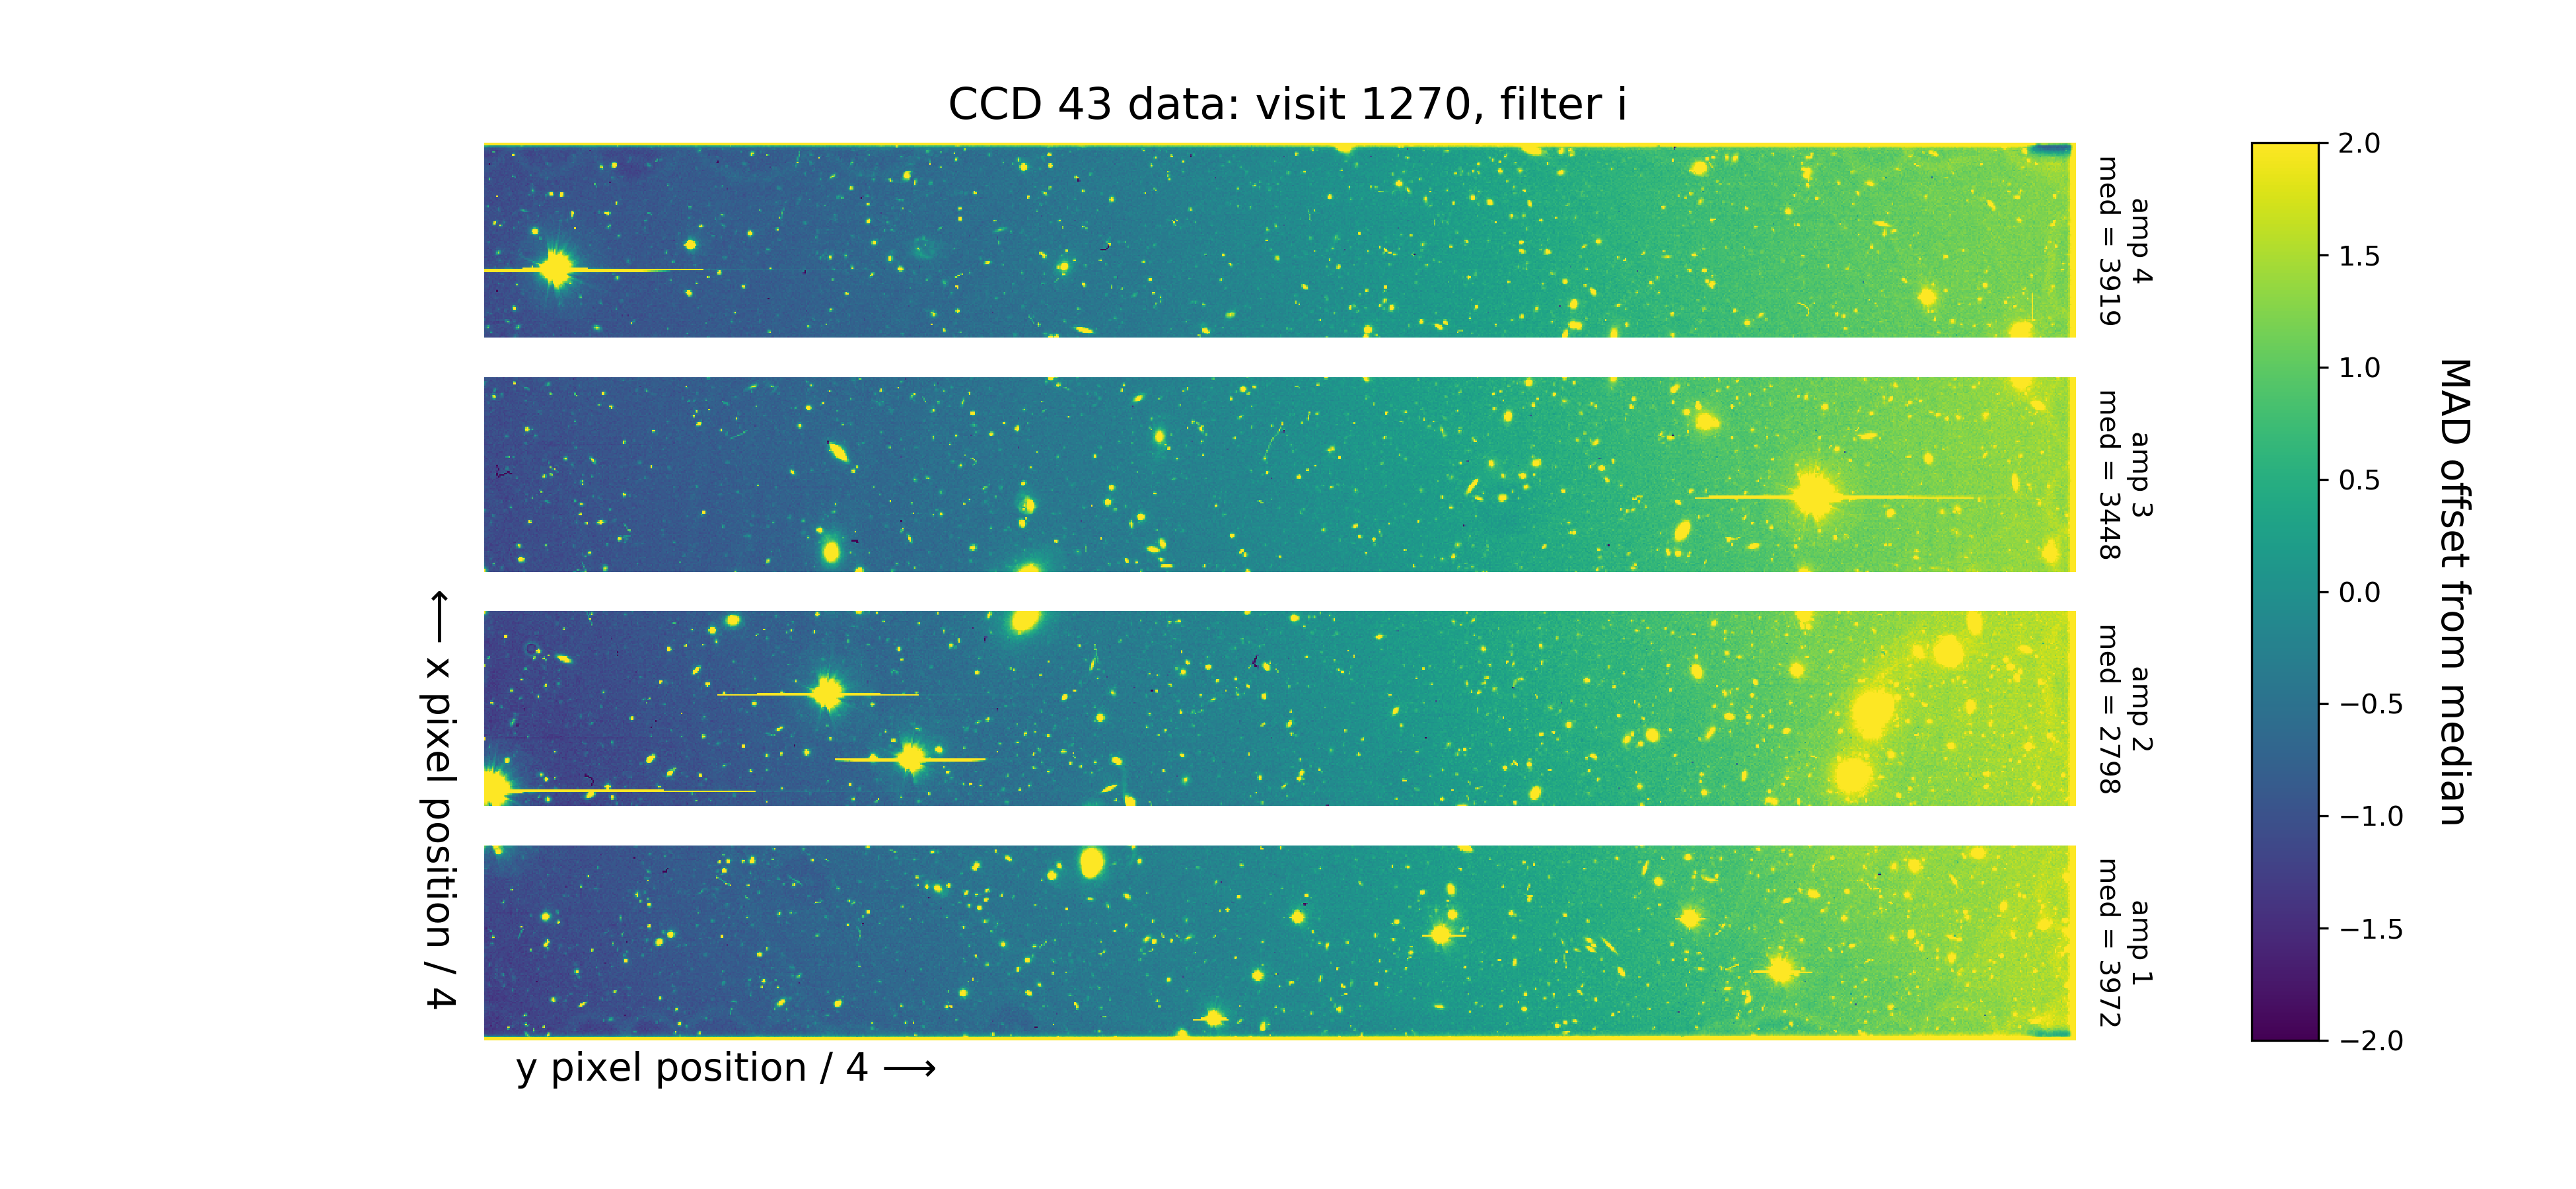 CCD 43 data: visit 1270, filter i
amp 4
med = 3919
amp 3
med = 3448
amp 2
med = 2798
amp 1
med = 3972
⟵ x pixel position / 4
y pixel position / 4 ⟶
2.0
1.5
1.0
0.5
0.0
−0.5
−1.0
−1.5
−2.0
MAD offset from median